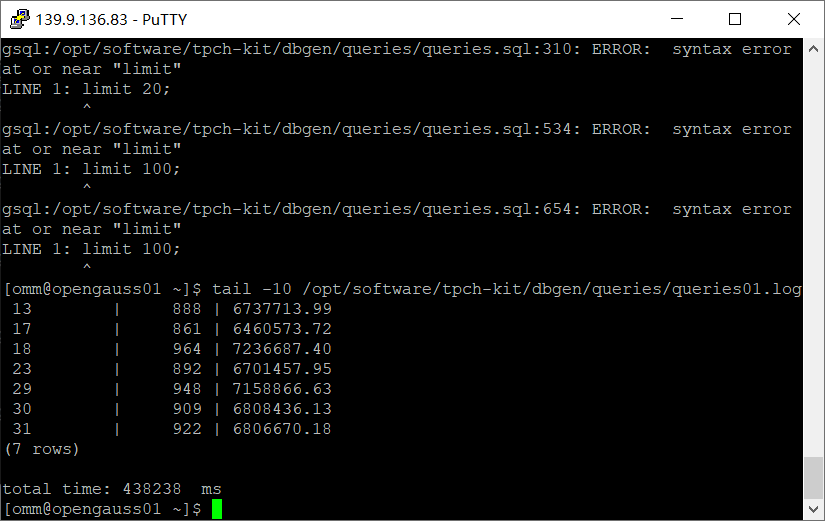 139.9.136.83 - PuTTY
gsql:/opt/software/tpch-kit/dbgen/queries/queries.sql:310: ERROR:  syntax error
at or near "limit"
LINE 1: limit 20;
        ^
gsql:/opt/software/tpch-kit/dbgen/queries/queries.sql:534: ERROR:  syntax error
at or near "limit"
LINE 1: limit 100;
        ^
gsql:/opt/software/tpch-kit/dbgen/queries/queries.sql:654: ERROR:  syntax error
at or near "limit"
LINE 1: limit 100;
        ^
[omm@opengauss01 ~]$ tail -10 /opt/software/tpch-kit/dbgen/queries/queries01.log
 13        |     888 | 6737713.99
 17        |     861 | 6460573.72
 18        |     964 | 7236687.40
 23        |     892 | 6701457.95
 29        |     948 | 7158866.63
 30        |     909 | 6808436.13
 31        |     922 | 6806670.18
(7 rows)

total time: 438238  ms
[omm@opengauss01 ~]$